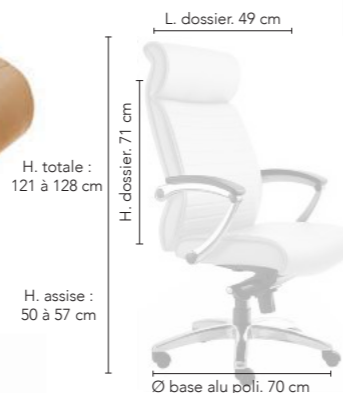 L. dossier. 49 cm
H. totale :
121 à 128 cm
H. dossier. 71 cm
H. assise :
50 à 57 cm
Ø base alu poli. 70 cm